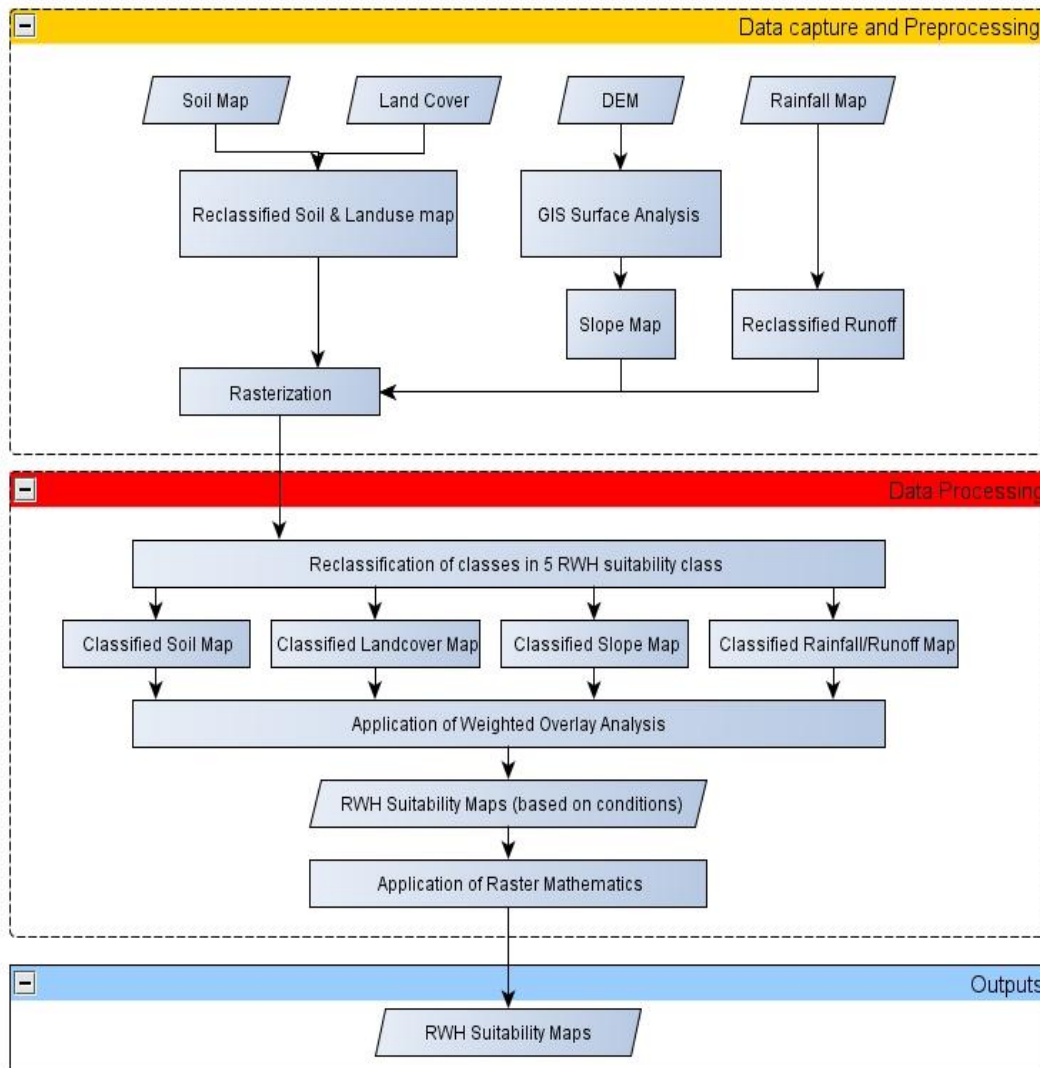 Data capture and Preprocessing
Soil Map
Land Cover
DEM
Rainfall Map
Reclassified Soil & Landuse map
GIS Surface Analysis
Slope Map
Reclassified Runoff
Rasterization
Data Processing
Reclassification of classes in 5 RWH suitability class
Classified Soil Map
Classified Landcover Map
Classified Slope Map
Classified Rainfall/Runoff Map
Application of Weighted Overlay Analysis
RWH Suitability Maps (based on conditions)
Application of Raster Mathematics
Outputs
RWH Suitability Maps